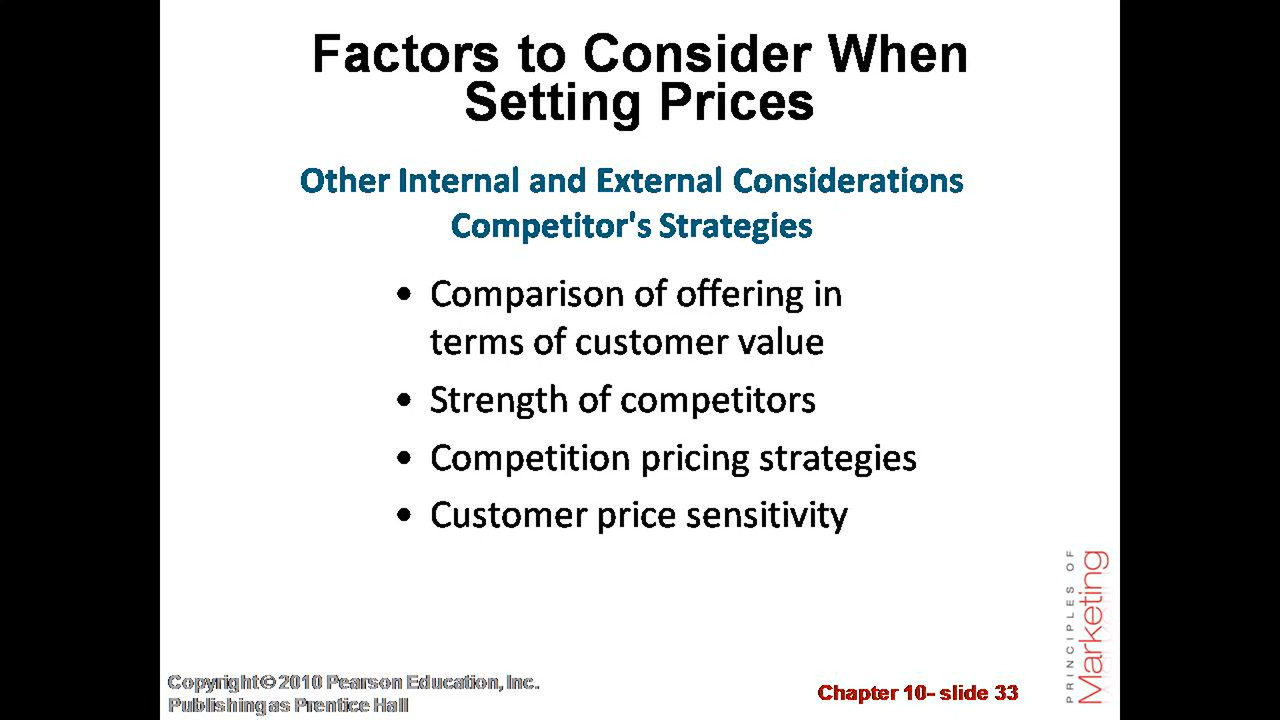 Factors to Consider When
Setting Prices
Other Internal and External Considerations
Competitor's Strategies
• Comparison of offering in
terms of customer value
• Strength of competitors
• Competition pricing strategies
• Customer price sensitivity
PRINCIPLES OF
Marketing
Copyright © 2010 Pearson Education, Inc.
Publishing as Prentice Hall
Chapter 10- slide 33